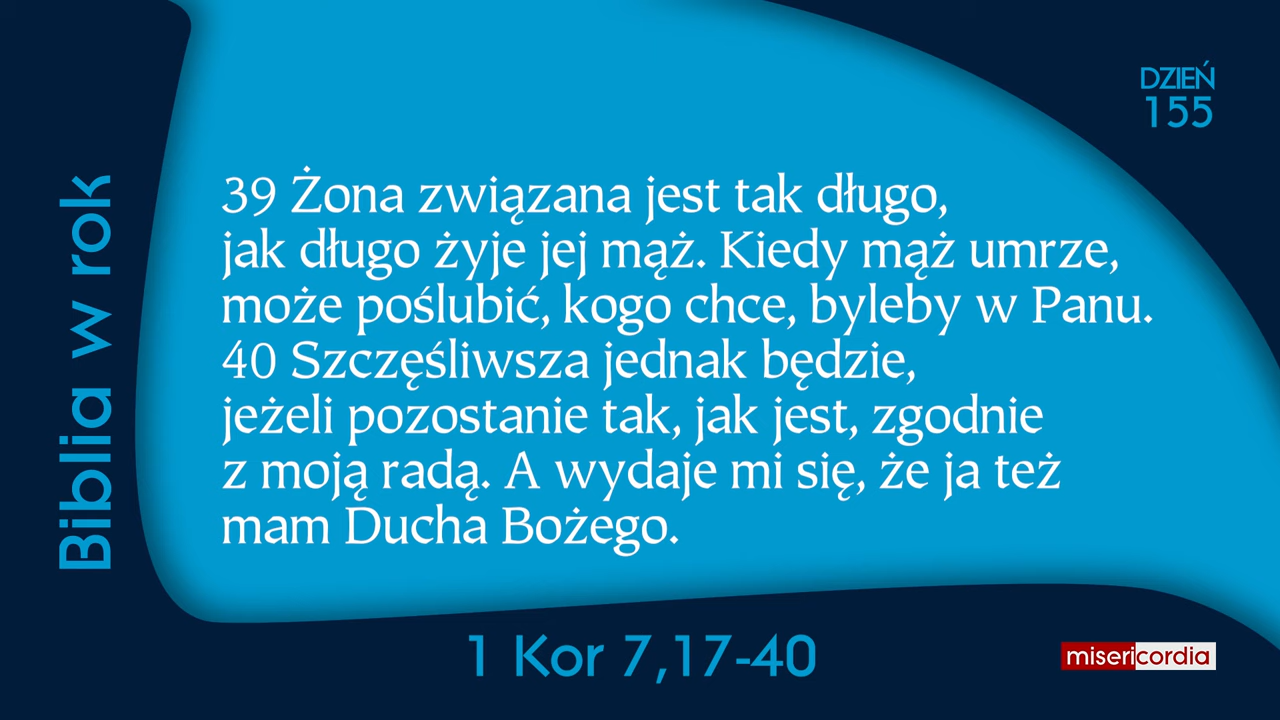 DZIEŃ
155
Biblia w rok
39 Żona związana jest tak długo,
jak długo żyje jej mąż. Kiedy mąż umrze,
może poślubić, kogo chce, byleby w Panu.
40 Szczęśliwsza jednak będzie,
jeżeli pozostanie tak, jak jest, zgodnie
z moją radą. A wydaje mi się, że ja też
mam Ducha Bożego.
1 Kor 7,17-40
misericordia